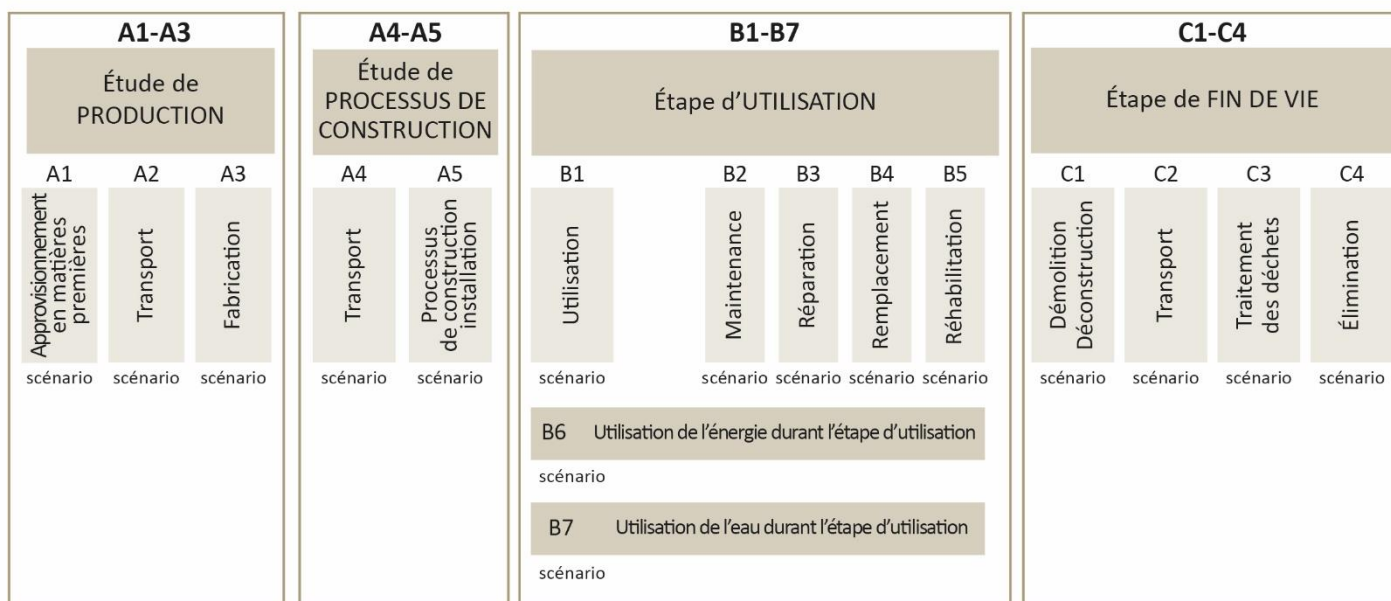 A1-A3
Étude de
PRODUCTION
A1
A2
A3
Approvisionnement
en matières
premières
Transport
Fabrication
scénario
scénario
scénario
A4-A5
Étude de
PROCESSUS DE
CONSTRUCTION
A4
A5
Transport
Processus
de construction
installation
scénario
scénario
B1-B7
Étape d’UTILISATION
B1
B2
B3
B4
B5
Utilisation
Maintenance
Réparation
Remplacement
Réhabilitation
scénario
scénario
scénario
scénario
scénario
B6 Utilisation de l’énergie durant l’étape d’utilisation
scénario
B7 Utilisation de l’eau durant l’étape d’utilisation
scénario
C1-C4
Étape de FIN DE VIE
C1
C2
C3
C4
Démolition
Déconstruction
Transport
Traitement
des déchets
Élimination
scénario
scénario
scénario
scénario